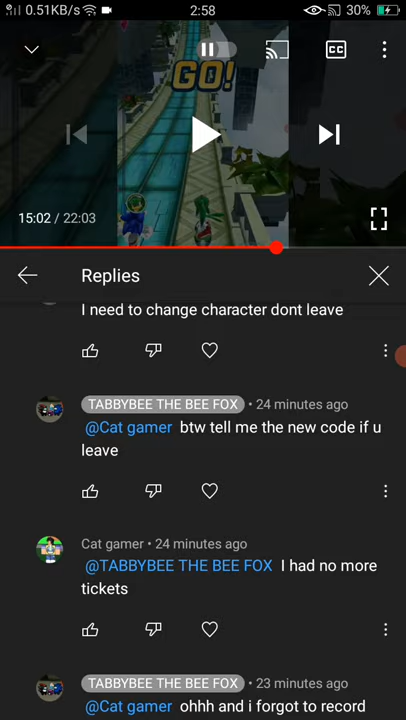 0.51KB/s 2:58 30%
CC
GO!
15:02 / 22:03
Replies
I need to change character dont leave
TABBYBEE THE BEE FOX • 24 minutes ago
@Cat gamer btw tell me the new code if u
leave
Cat gamer • 24 minutes ago
@TABBYBEE THE BEE FOX I had no more
tickets
TABBYBEE THE BEE FOX • 23 minutes ago
@Cat gamer ohhh and i forgot to record